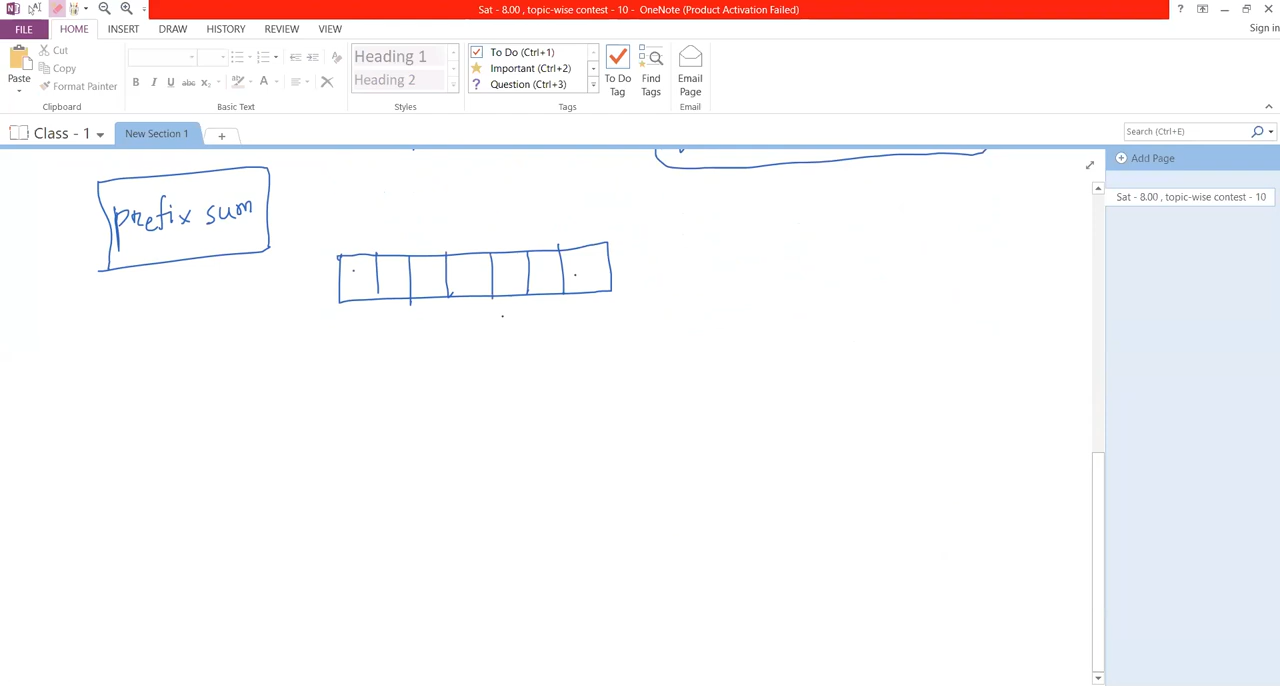 Sat - 8.00 , topic-wise contest - 10 - OneNote (Product Activation Failed)
?
FILE HOME INSERT DRAW HISTORY REVIEW VIEW
Sign in
Paste
Cut
Copy
Format Painter
Clipboard
B I U abc X₂ ab A
Basic Text
Heading 1
Heading 2
Styles
To Do (Ctrl+1)
Important (Ctrl+2)
? Question (Ctrl+3)
Tags
To Do Tag
Find Tags
Email Page
Email
Class - 1
New Section 1
+
Search (Ctrl+E)
Add Page
Sat - 8.00 , topic-wise contest - 10
prefix sum